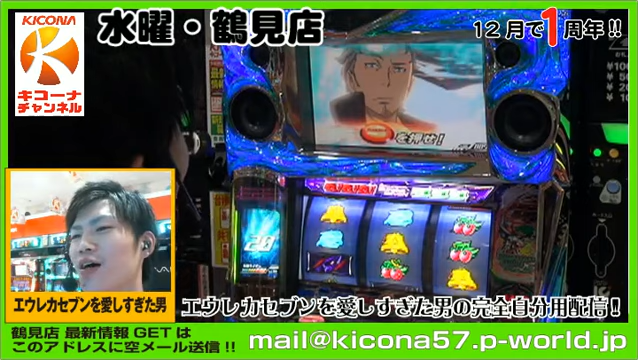 KICONA
キコーナ
チャンネル
水曜・鶴見店
12月で1周年!!
を押せ!
エウレカセブンを愛しすぎた男
エウレカセブンを愛しすぎた男の完全自分用配信!
鶴見店 最新情報 GET は
このアドレスに空メール送信!!
mail@kicona57.p-world.jp